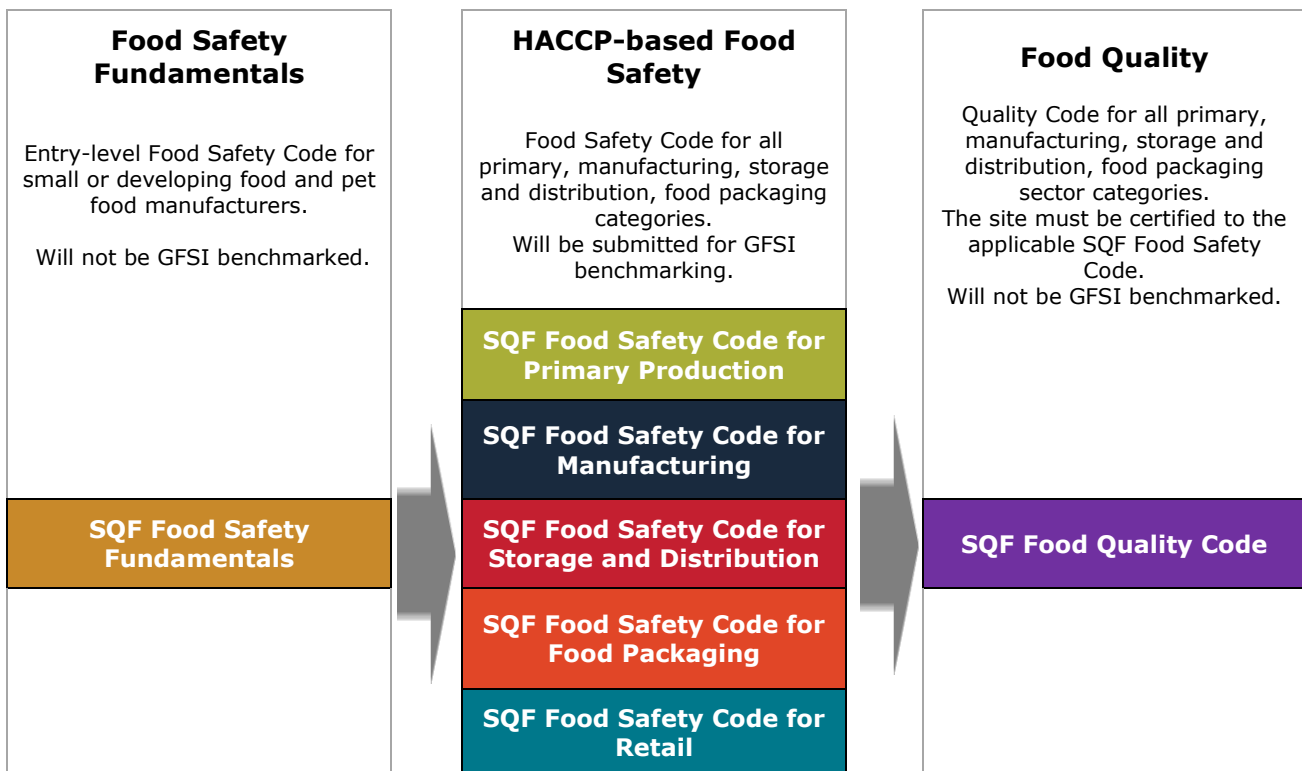 Food Safety
Fundamentals
Entry-level Food Safety Code for
small or developing food and pet
food manufacturers.
Will not be GFSI benchmarked.
SQF Food Safety
Fundamentals
HACCP-based Food
Safety
Food Safety Code for all
primary, manufacturing, storage
and distribution, food packaging
categories.
Will be submitted for GFSI
benchmarking.
SQF Food Safety Code for
Primary Production
SQF Food Safety Code for
Manufacturing
SQF Food Safety Code for
Storage and Distribution
SQF Food Safety Code for
Food Packaging
SQF Food Safety Code for
Retail
Food Quality
Quality Code for all primary,
manufacturing, storage and
distribution, food packaging
sector categories.
The site must be certified to the
applicable SQF Food Safety
Code.
Will not be GFSI benchmarked.
SQF Food Quality Code